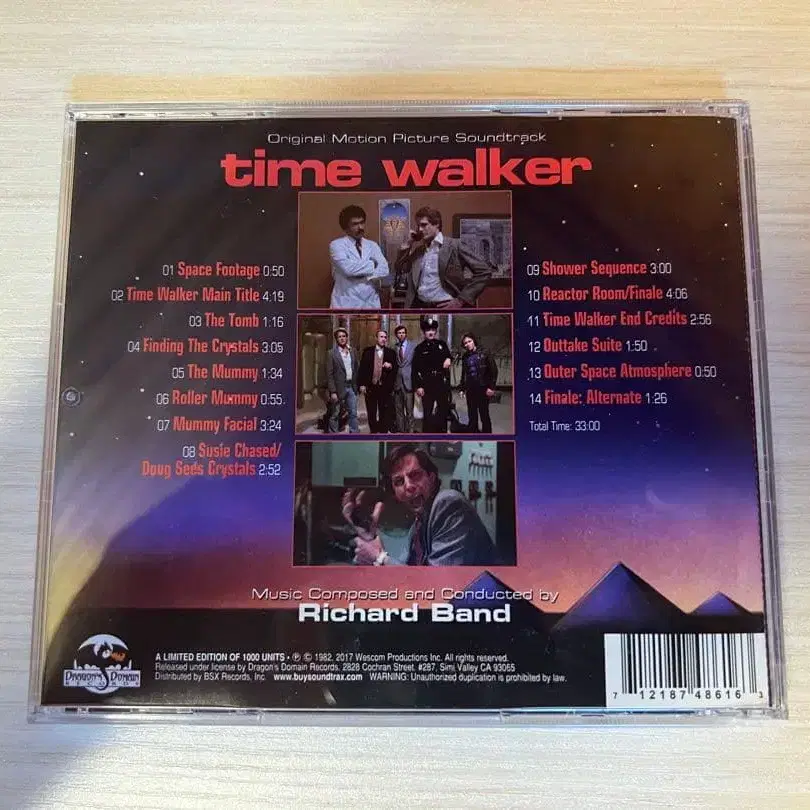 Original Motion Picture Soundtrack
time walker
01 Space Footage 0:50
02 Time Walker Main Title 4:19
03 The Tomb 1:16
04 Finding The Crystals 3:05
05 The Mummy 1:34
06 Roller Mummy 0:55
07 Mummy Facial 3:24
08 Susie Chased/
Doug Seds Crystals 2:52
09 Shower Sequence 3:00
10 Reactor Room/Finale 4:06
11 Time Walker End Credits 2:56
12 Outtake Suite 1:50
13 Outer Space Atmosphere 0:50
14 Finale: Alternate 1:26
Total Time: 33:00
Music Composed and Conducted by
Richard Band
DRAGON'S DOMAIN
RECORDS
A LIMITED EDITION OF 1000 UNITS • ℗ © 1982, 2017 Wescom Productions Inc. All rights reserved.
Released under license by Dragon's Domain Records, 2828 Cochran Street, #287, Simi Valley CA 93065
Distributed by BSX Records, Inc. www.buysoundtrax.com WARNING: Unauthorized duplication is prohibited by law.
7 12187 48616 3